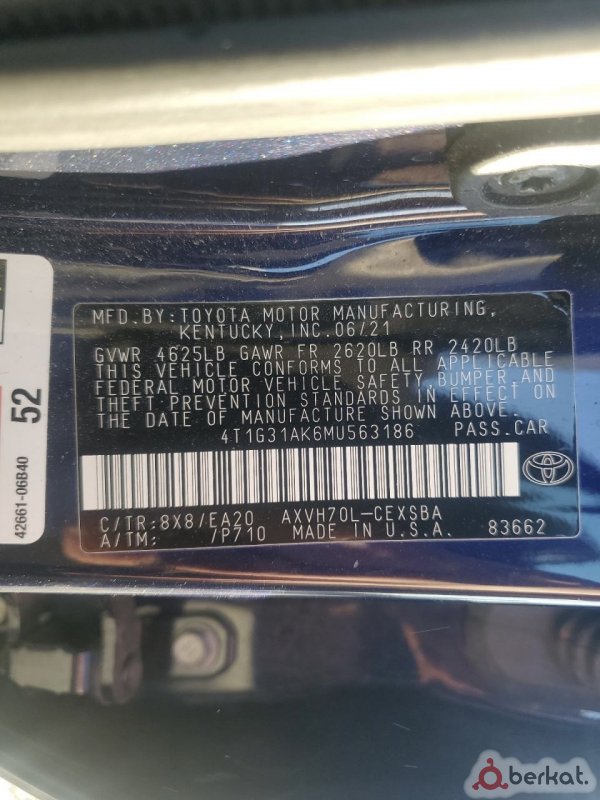 MFD.BY:TOYOTA MOTOR MANUFACTURING,
KENTUCKY,INC.06/21
GVWR 4625LB GAWR FR 2620LB RR 2420LB
THIS VEHICLE CONFORMS TO ALL APPLICABLE
FEDERAL MOTOR VEHICLE SAFETY,BUMPER,AND
THEFT PREVENTION STANDARDS IN EFFECT ON
THE DATE OF MANUFACTURE SHOWN ABOVE.
4T1G31AK6MU563186 PASS.CAR
C/TR:8X8/EA20 AXVH70L-CEXSBA
A/TM: /P710 MADE IN U.S.A. 83662
52
42661-06B40
berkat.